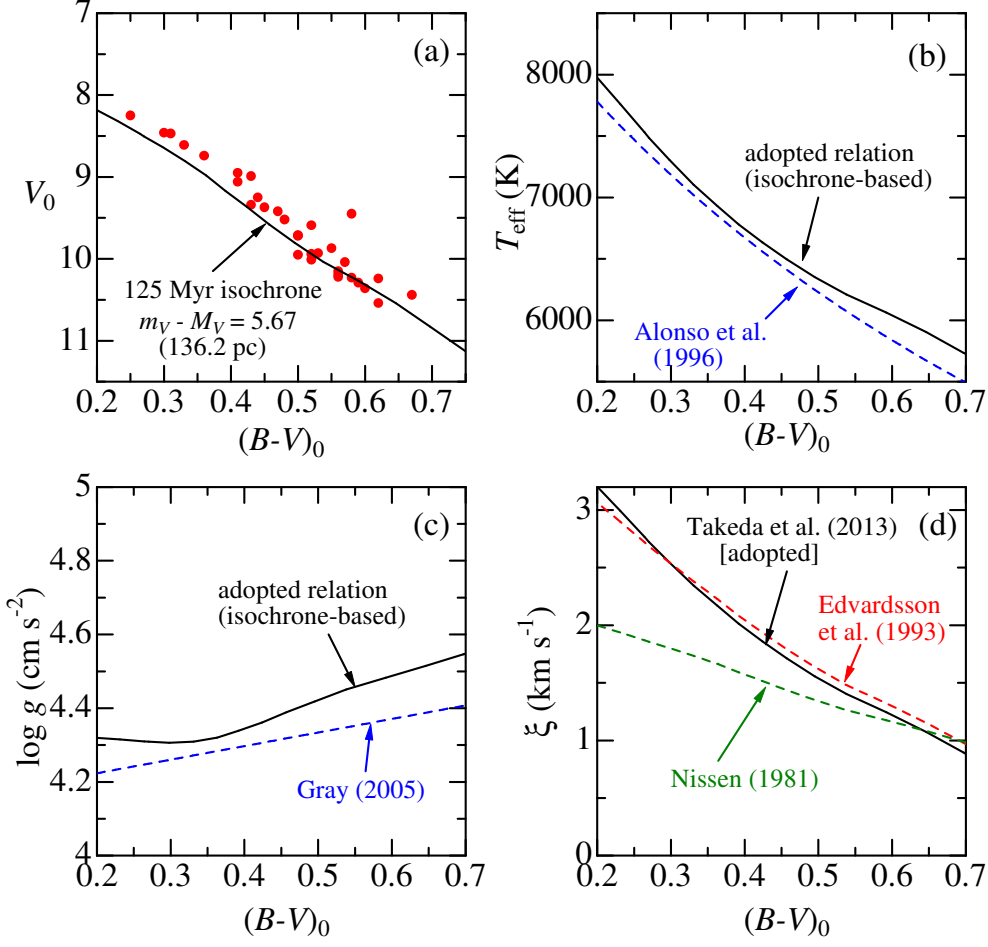 (a)
7
8
9
10
11
V0
125 Myr isochrone
mV - MV = 5.67
(136.2 pc)
0.2 0.3 0.4 0.5 0.6 0.7
(B-V)0
(b)
8000
7000
6000
Teff (K)
adopted relation
(isochrone-based)
Alonso et al.
(1996)
0.2 0.3 0.4 0.5 0.6 0.7
(B-V)0
(c)
5
4.8
4.6
4.4
4.2
4
log g (cm s-2)
adopted relation
(isochrone-based)
Gray (2005)
0.2 0.3 0.4 0.5 0.6 0.7
(B-V)0
(d)
3
2
1
0
ξ (km s-1)
Takeda et al. (2013)
[adopted]
Edvardsson
et al. (1993)
Nissen (1981)
0.2 0.3 0.4 0.5 0.6 0.7
(B-V)0